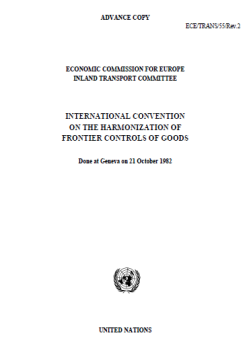 ADVANCE COPY
ECE/TRANS/55/Rev.2
ECONOMIC COMMISSION FOR EUROPE
INLAND TRANSPORT COMMITTEE
INTERNATIONAL CONVENTION
ON THE HARMONIZATION OF
FRONTIER CONTROLS OF GOODS
Done at Geneva on 21 October 1982
UNITED NATIONS